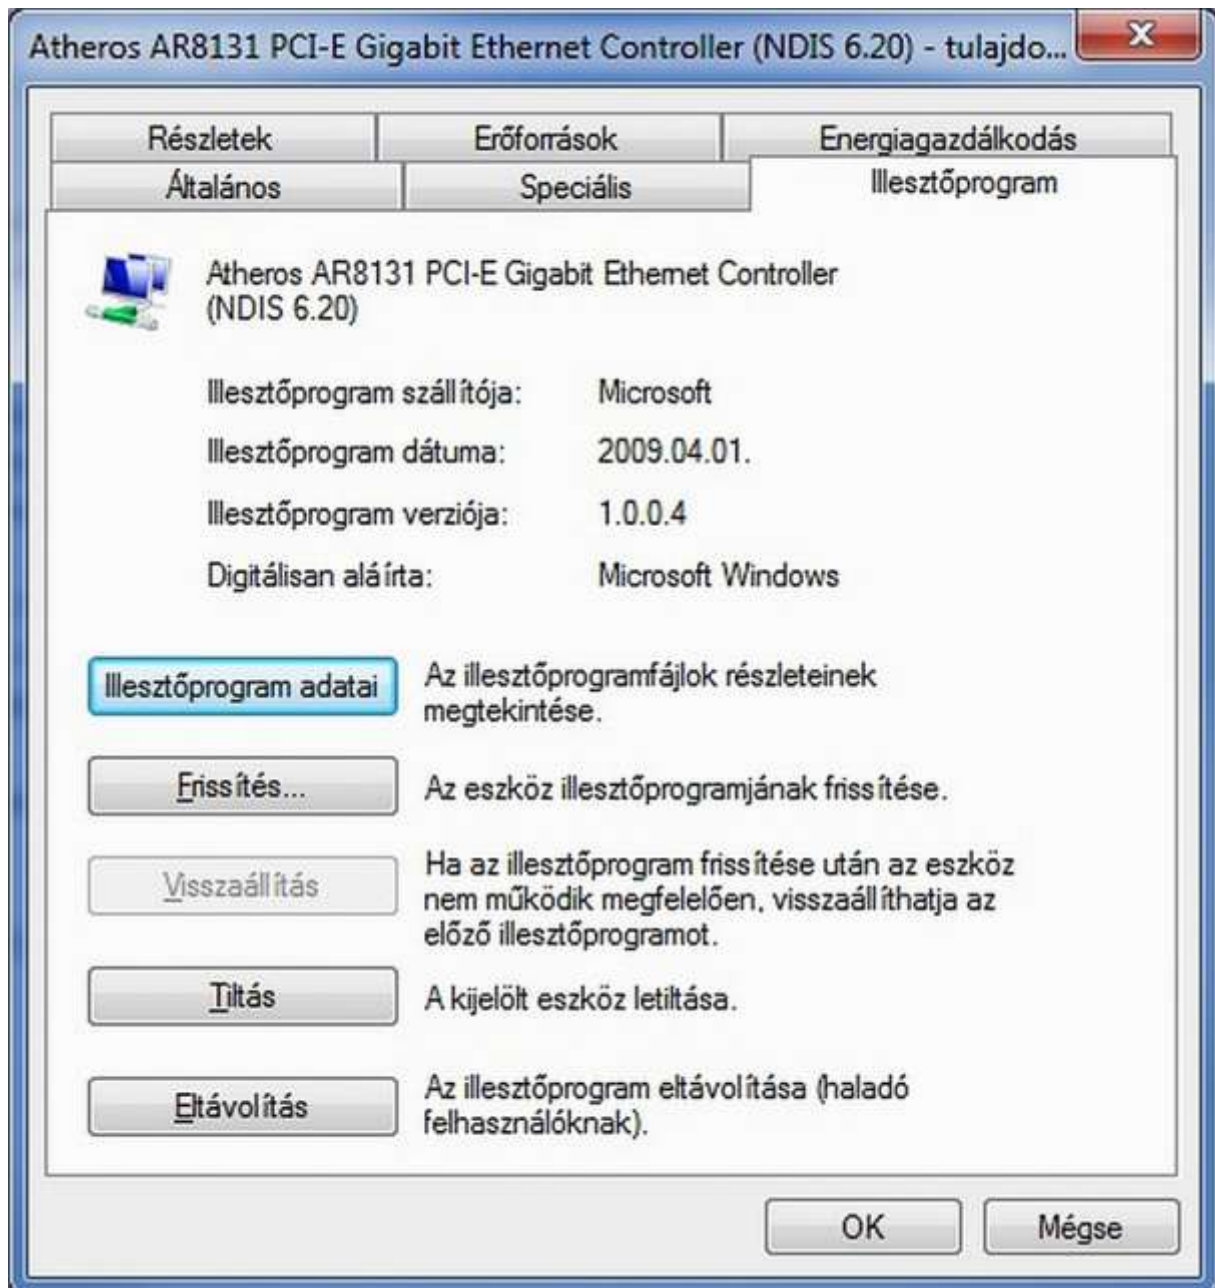 Atheros AR8131 PCI-E Gigabit Ethernet Controller (NDIS 6.20) - tulajdo...
Részletek
Erőforrások
Energiagazdálkodás
Általános
Speciális
Illesztőprogram
Atheros AR8131 PCI-E Gigabit Ethernet Controller
(NDIS 6.20)
Illesztőprogram szállítója: Microsoft
Illesztőprogram dátuma: 2009.04.01.
Illesztőprogram verziója: 1.0.0.4
Digitálisan aláírta: Microsoft Windows
Illesztőprogram adatai
Az illesztőprogramfájlok részleteinek
megtekintése.
Frissítés...
Az eszköz illesztőprogramjának frissítése.
Visszaállítás
Ha az illesztőprogram frissítése után az eszköz
nem működik megfelelően, visszaállíthatja az
előző illesztőprogramot.
Tiltás
A kijelölt eszköz letiltása.
Eltávolítás
Az illesztőprogram eltávolítása (haladó
felhasználóknak).
OK
Mégse